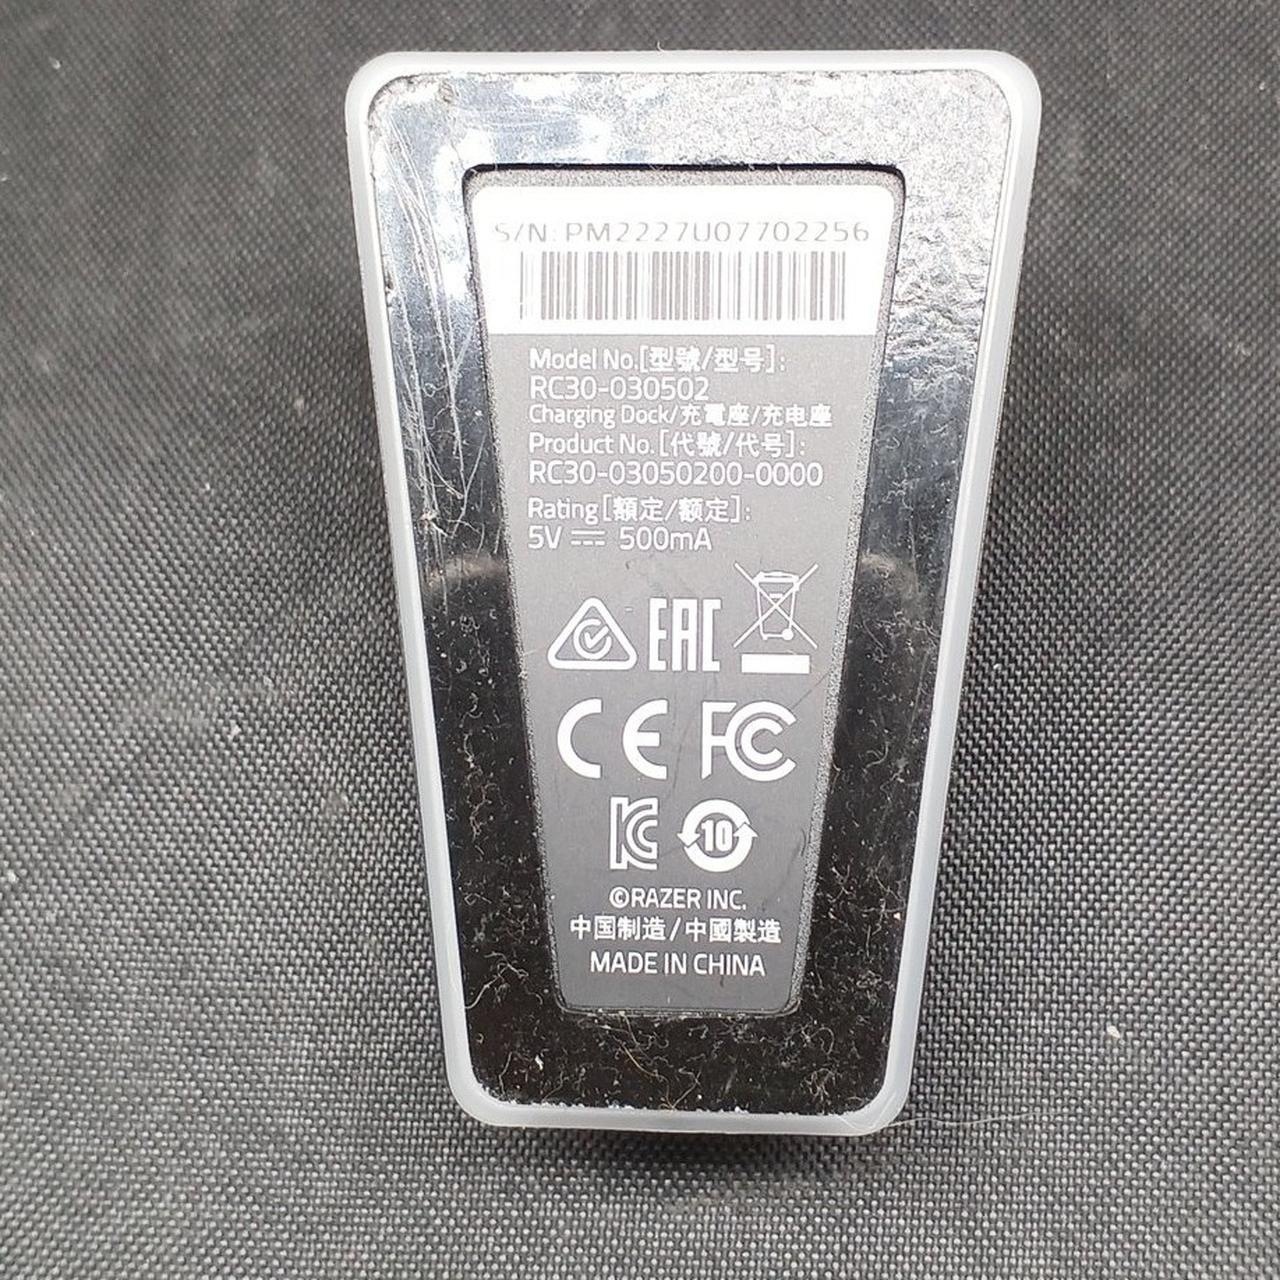 S/N: PM2227U07702256
Model No.[型號/型号]:
RC30-030502
Charging Dock/充電座/充电座
Product No.[代號/代号]:
RC30-03050200-0000
Rating[額定/额定]:
5V ⎓ 500mA
EAC
CE FC
KC 10
©RAZER INC.
中国制造/中國製造
MADE IN CHINA